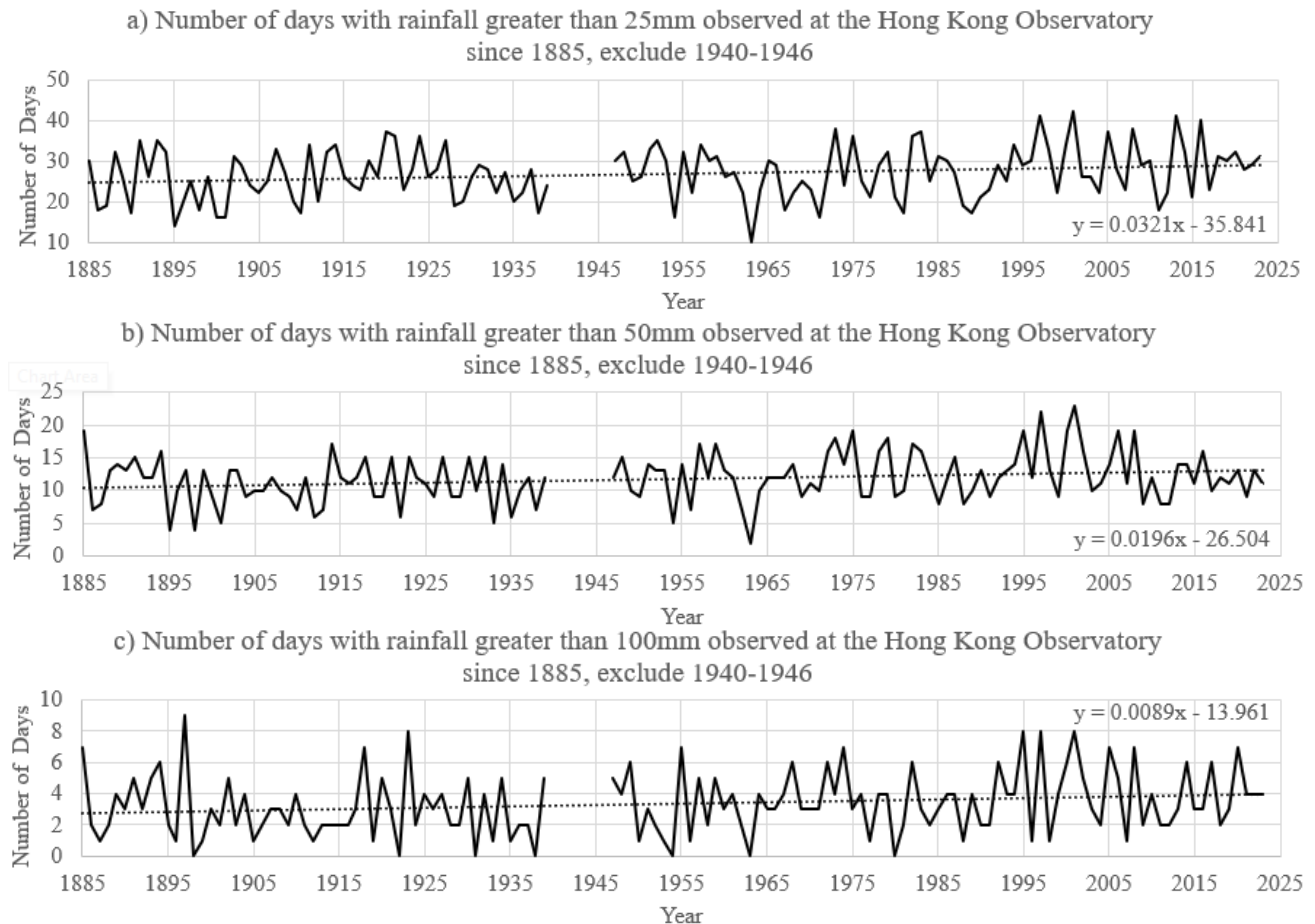 a) Number of days with rainfall greater than 25mm observed at the Hong Kong Observatory
since 1885, exclude 1940-1946
Number of Days
50
40
30
20
10
y = 0.0321x - 35.841
1885 1895 1905 1915 1925 1935 1945 1955 1965 1975 1985 1995 2005 2015 2025
Year
b) Number of days with rainfall greater than 50mm observed at the Hong Kong Observatory
since 1885, exclude 1940-1946
Chart Area
Number of Days
25
20
15
10
5
0
y = 0.0196x - 26.504
1885 1895 1905 1915 1925 1935 1945 1955 1965 1975 1985 1995 2005 2015 2025
Year
c) Number of days with rainfall greater than 100mm observed at the Hong Kong Observatory
since 1885, exclude 1940-1946
Number of Days
10
8
6
4
2
0
y = 0.0089x - 13.961
1885 1895 1905 1915 1925 1935 1945 1955 1965 1975 1985 1995 2005 2015 2025
Year